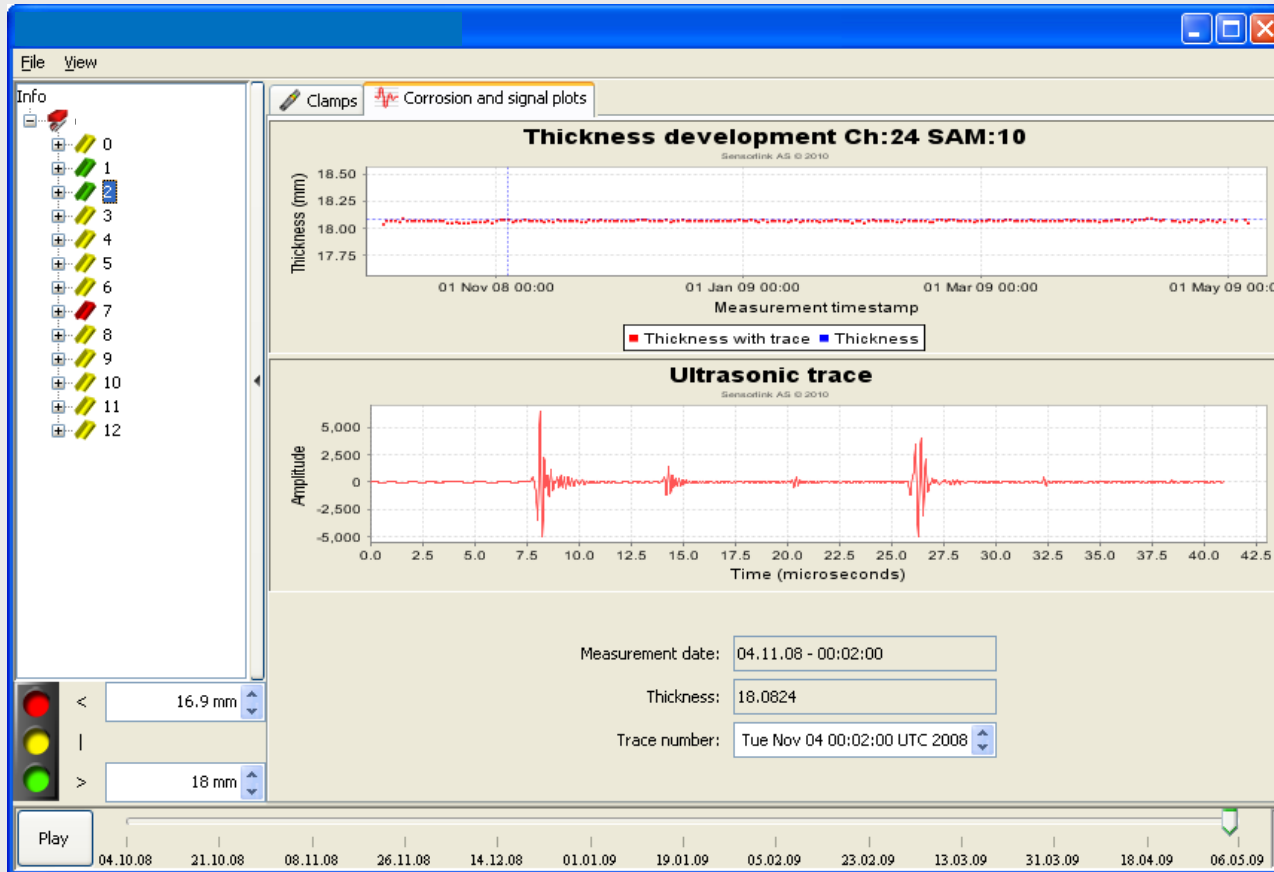 File View
Info
0
1
2
3
4
5
6
7
8
9
10
11
12
< 16.9 mm
|
> 18 mm
Clamps Corrosion and signal plots
Thickness development Ch:24 SAM:10
Sensorlink AS © 2010
Thickness (mm)
18.50
18.25
18.00
17.75
01 Nov 08 00:00 01 Jan 09 00:00 01 Mar 09 00:00 01 May 09 00:0
Measurement timestamp
Thickness with trace Thickness
Ultrasonic trace
Sensorlink AS © 2010
Amplitude
5,000
2,500
0
-2,500
-5,000
0.0 2.5 5.0 7.5 10.0 12.5 15.0 17.5 20.0 22.5 25.0 27.5 30.0 32.5 35.0 37.5 40.0 42.5
Time (microseconds)
Measurement date: 04.11.08 - 00:02:00
Thickness: 18.0824
Trace number: Tue Nov 04 00:02:00 UTC 2008
Play
04.10.08 21.10.08 08.11.08 26.11.08 14.12.08 01.01.09 19.01.09 05.02.09 23.02.09 13.03.09 31.03.09 18.04.09 06.05.09